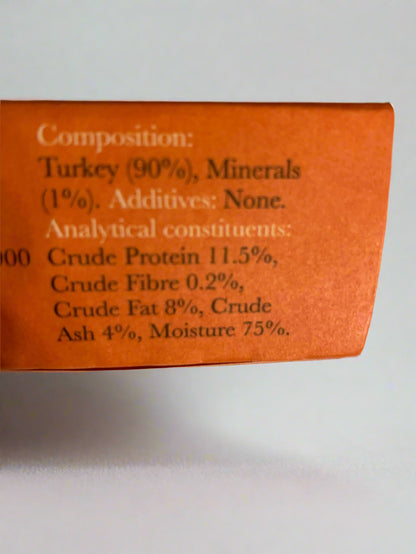 Composition:
Turkey (90%), Minerals
(1%). Additives: None.
Analytical constituents:
00 Crude Protein 11.5%,
Crude Fibre 0.2%,
Crude Fat 8%, Crude
Ash 4%, Moisture 75%.